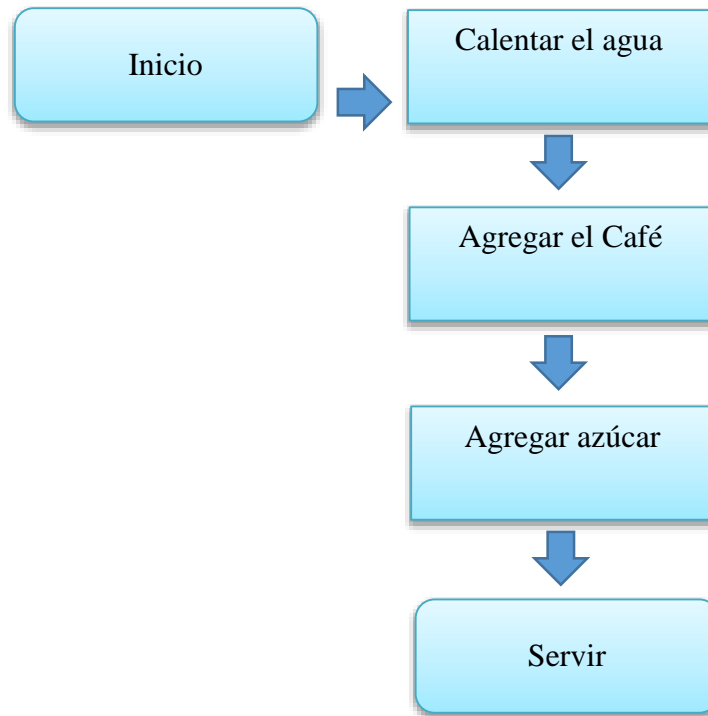 Inicio
Calentar el agua
Agregar el Café
Agregar azúcar
Servir